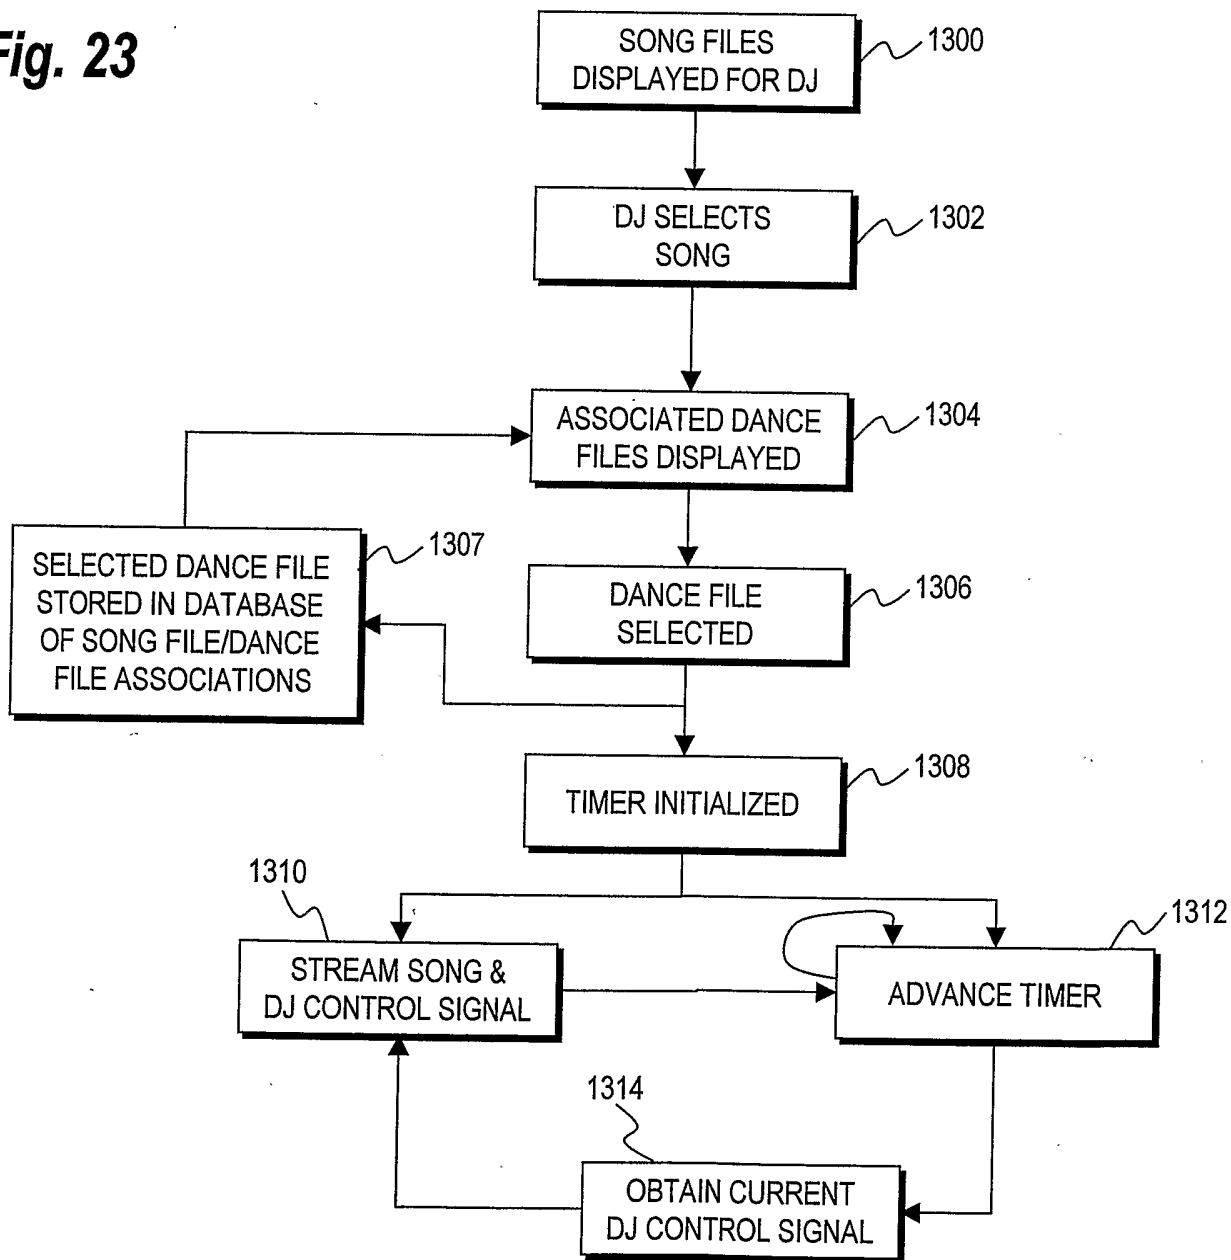 Fig. 23
SONG FILES
DISPLAYED FOR DJ
1300
DJ SELECTS
SONG
1302
ASSOCIATED DANCE
FILES DISPLAYED
1304
SELECTED DANCE FILE
STORED IN DATABASE
OF SONG FILE/DANCE
FILE ASSOCIATIONS
1307
DANCE FILE
SELECTED
1306
TIMER INITIALIZED
1308
1310
STREAM SONG &
DJ CONTROL SIGNAL
1312
ADVANCE TIMER
1314
OBTAIN CURRENT
DJ CONTROL SIGNAL